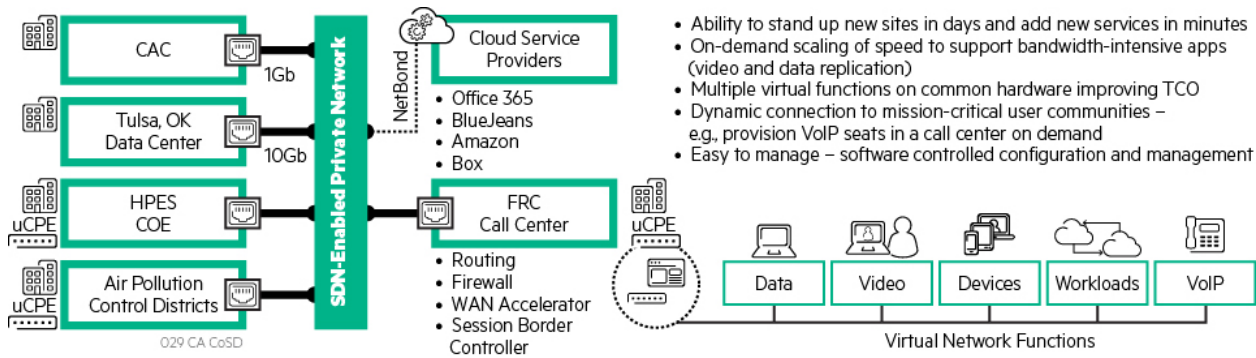 CAC
1Gb
Tulsa, OK
Data Center
10Gb
HPES
COE
uCPE
Air Pollution
Control Districts
uCPE
029 CA CoSD
SDN-Enabled Private Network
NetBond
Cloud Service
Providers
• Office 365
• BlueJeans
• Amazon
• Box
FRC
Call Center
• Routing
• Firewall
• WAN Accelerator
• Session Border
Controller
• Ability to stand up new sites in days and add new services in minutes
• On-demand scaling of speed to support bandwidth-intensive apps
(video and data replication)
• Multiple virtual functions on common hardware improving TCO
• Dynamic connection to mission-critical user communities –
e.g., provision VoIP seats in a call center on demand
• Easy to manage – software controlled configuration and management
uCPE
Data
Video
Devices
Workloads
VoIP
Virtual Network Functions